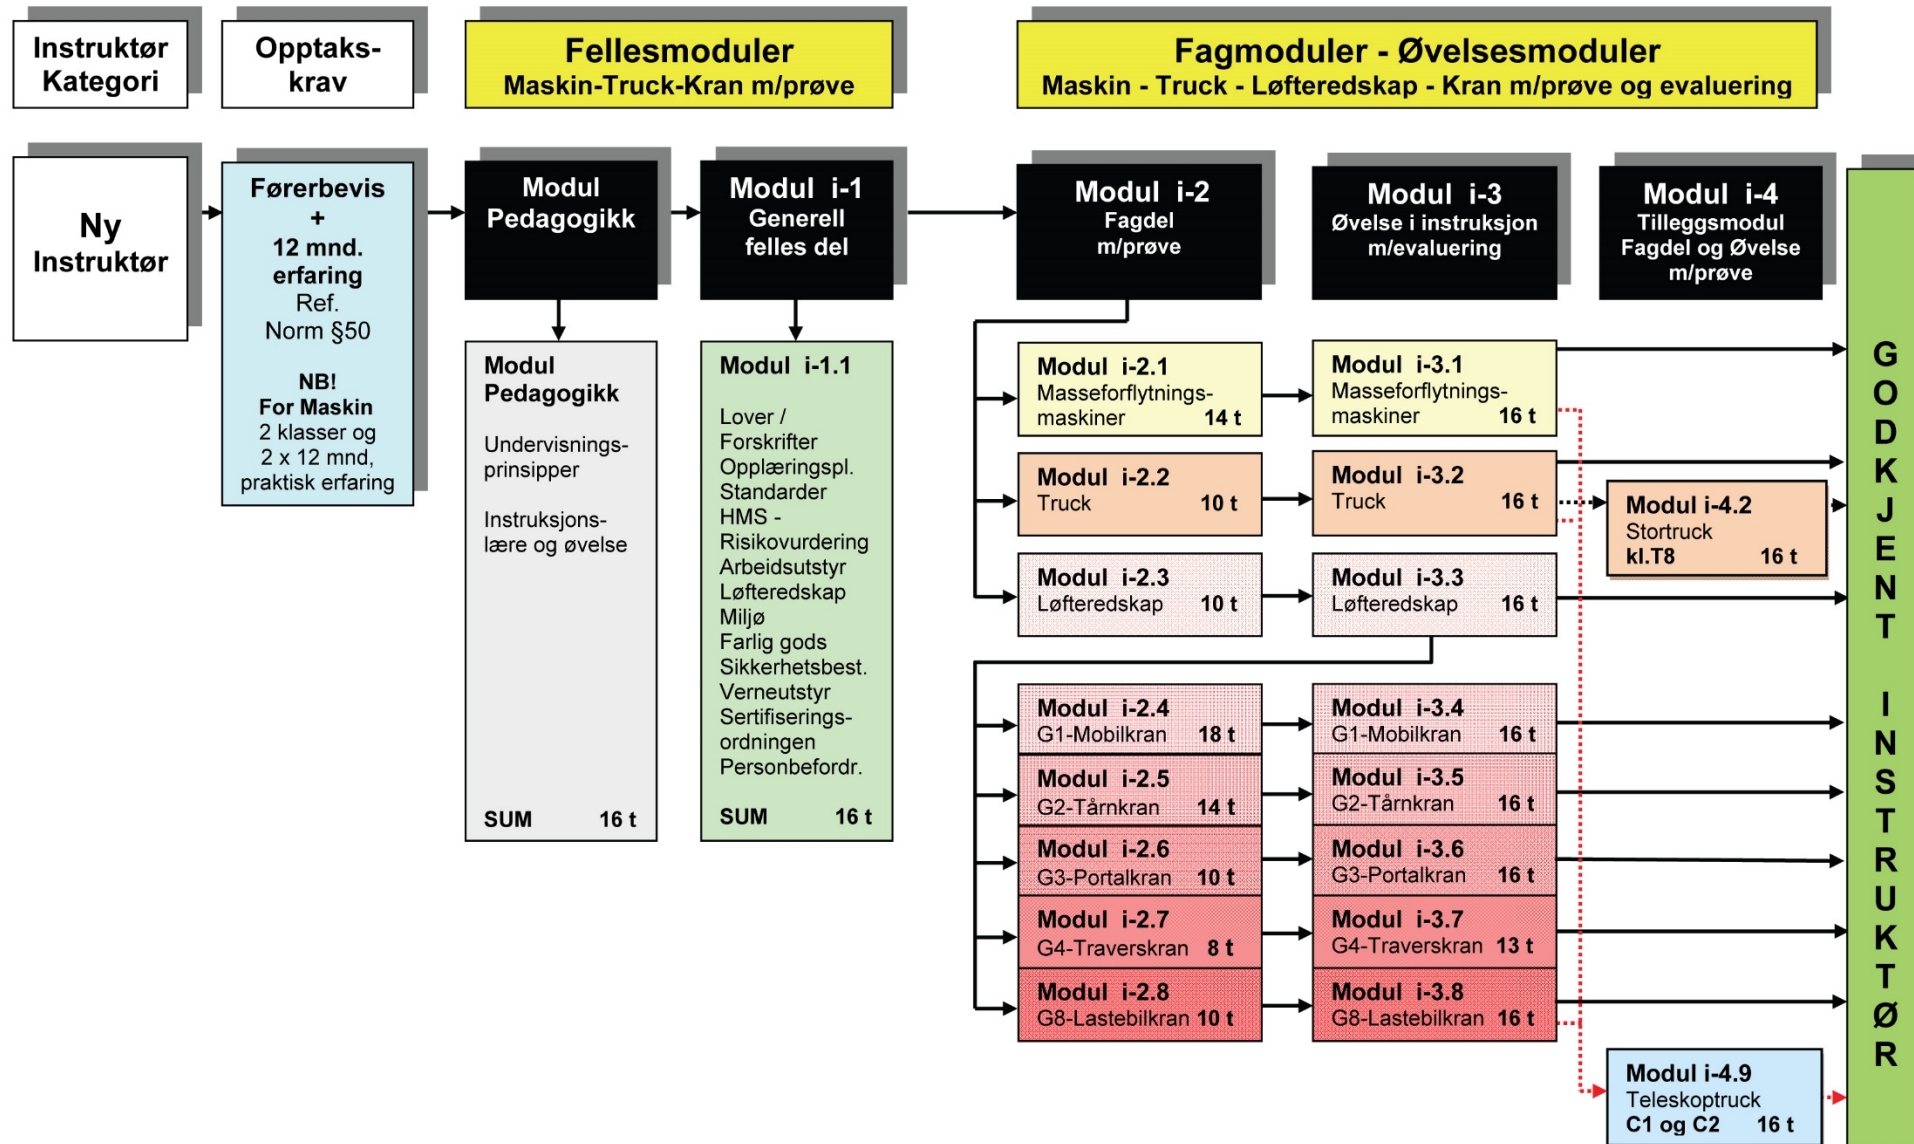 Instruktør
Kategori
Opptaks-
krav
Fellesmoduler
Maskin-Truck-Kran m/prøve
Fagmoduler - Øvelsesmoduler
Maskin - Truck - Løfteredskap - Kran m/prøve og evaluering
Ny
Instruktør
Førerbevis
+
12 mnd.
erfaring
Ref.
Norm §50
NB!
For Maskin
2 klasser og
2 x 12 mnd,
praktisk erfaring
Modul
Pedagogikk
Modul i-1
Generell
felles del
Modul i-2
Fagdel
m/prøve
Modul i-3
Øvelse i instruksjon
m/evaluering
Modul i-4
Tilleggsmodul
Fagdel og Øvelse
m/prøve
Modul
Pedagogikk
Undervisnings-
prinsipper
Instruksjons-
lære og øvelse
SUM 16 t
Modul i-1.1
Lover /
Forskrifter
Opplæringspl.
Standarder
HMS -
Risikovurdering
Arbeidsutstyr
Løfteredskap
Miljø
Farlig gods
Sikkerhetsbest.
Verneutstyr
Sertifiserings-
ordningen
Personbefordr.
SUM 16 t
Modul i-2.1
Masseforflytnings-
maskiner 14 t
Modul i-3.1
Masseforflytnings-
maskiner 16 t
Modul i-2.2
Truck 10 t
Modul i-3.2
Truck 16 t
Modul i-4.2
Stortruck
kl.T8 16 t
Modul i-2.3
Løfteredskap 10 t
Modul i-3.3
Løfteredskap 16 t
Modul i-2.4
G1-Mobilkran 18 t
Modul i-3.4
G1-Mobilkran 16 t
Modul i-2.5
G2-Tårnkran 14 t
Modul i-3.5
G2-Tårnkran 16 t
Modul i-2.6
G3-Portalkran 10 t
Modul i-3.6
G3-Portalkran 16 t
Modul i-2.7
G4-Traverskran 8 t
Modul i-3.7
G4-Traverskran 13 t
Modul i-2.8
G8-Lastebilkran 10 t
Modul i-3.8
G8-Lastebilkran 16 t
Modul i-4.9
Teleskoptruck
C1 og C2 16 t
GODKJENT INSTRUKTØR